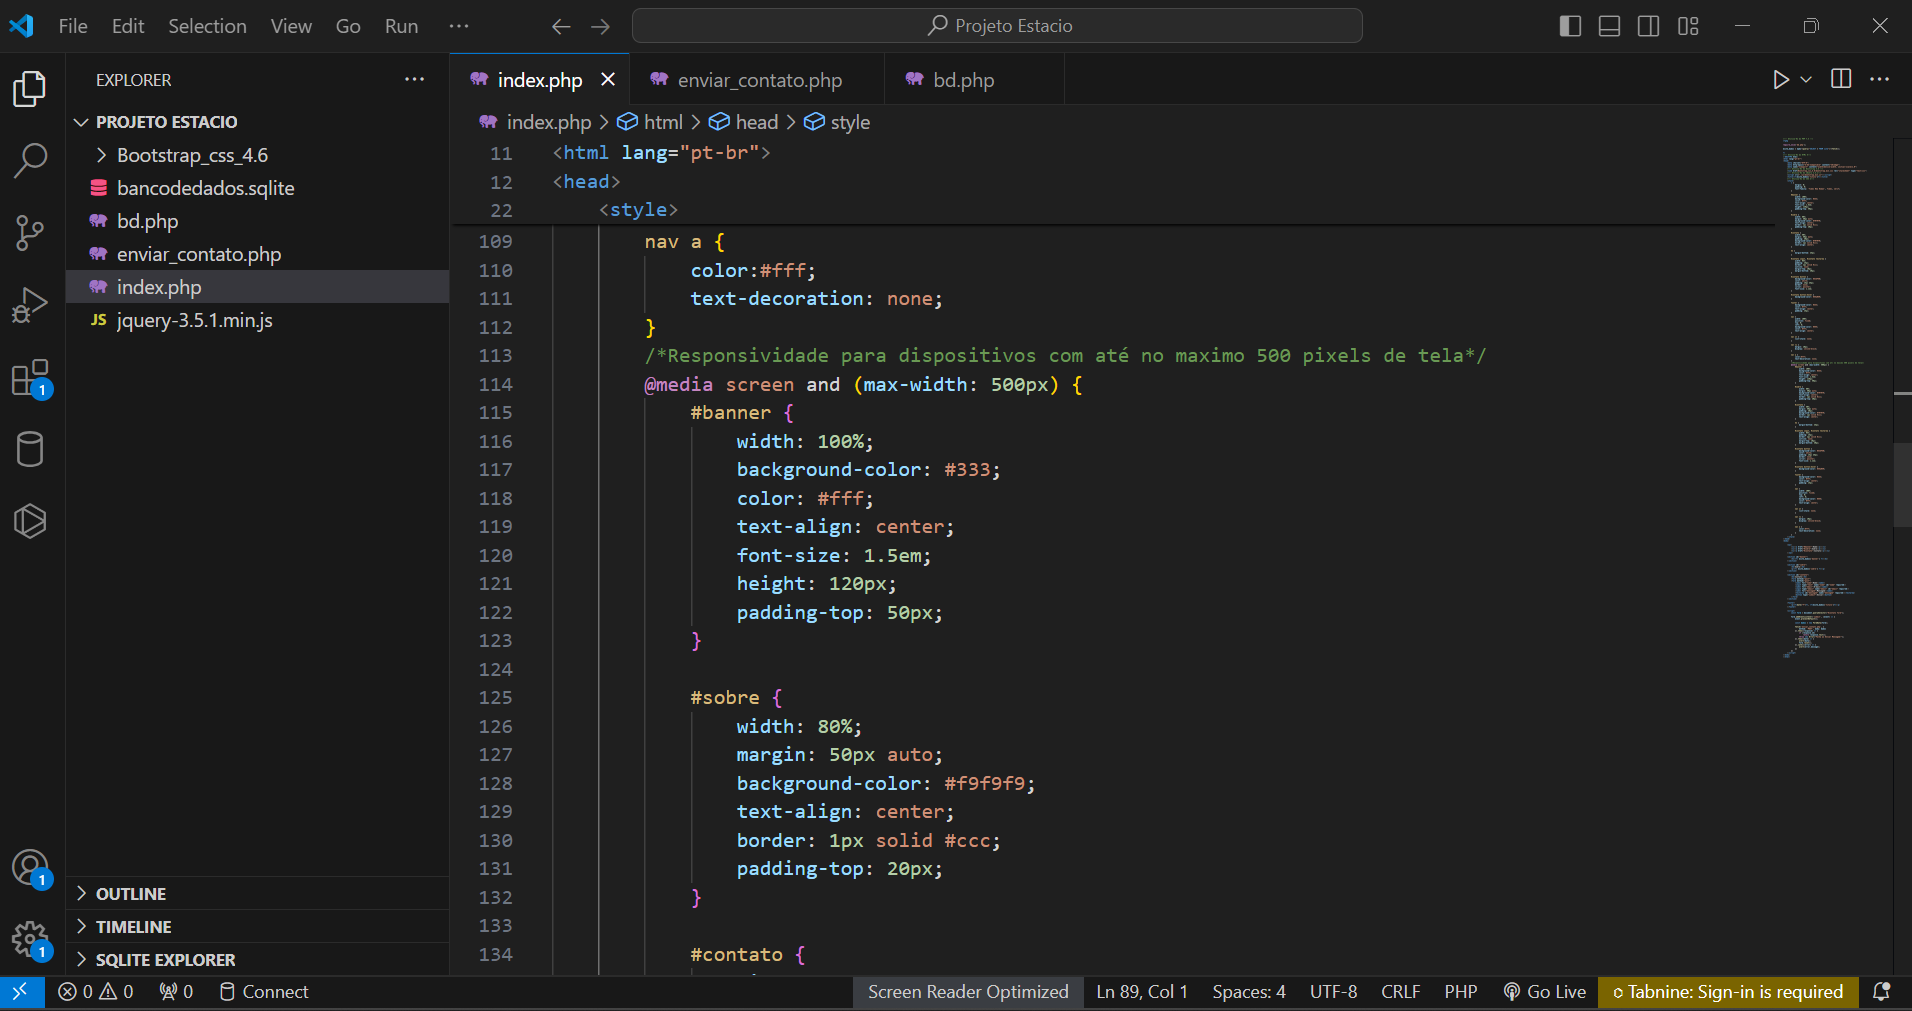 File Edit Selection View Go Run ··· Projeto Estacio
EXPLORER ···
PROJETO ESTACIO
Bootstrap_css_4.6
bancodedados.sqlite
bd.php
enviar_contato.php
index.php
JS jquery-3.5.1.min.js
OUTLINE
TIMELINE
SQLITE EXPLORER
1
1
1
index.php enviar_contato.php bd.php
index.php > html > head > style
11 <html lang="pt-br">
12 <head>
22 <style>
109 nav a {
110 color:#fff;
111 text-decoration: none;
112 }
113 /*Responsividade para dispositivos com até no maximo 500 pixels de tela*/
114 @media screen and (max-width: 500px) {
115 #banner {
116 width: 100%;
117 background-color: #333;
118 color: #fff;
119 text-align: center;
120 font-size: 1.5em;
121 height: 120px;
122 padding-top: 50px;
123 }
124
125 #sobre {
126 width: 80%;
127 margin: 50px auto;
128 background-color: #f9f9f9;
129 text-align: center;
130 border: 1px solid #ccc;
131 padding-top: 20px;
132 }
133
134 #contato {
0 0 0 Connect Screen Reader Optimized Ln 89, Col 1 Spaces: 4 UTF-8 CRLF PHP Go Live Tabnine: Sign-in is required